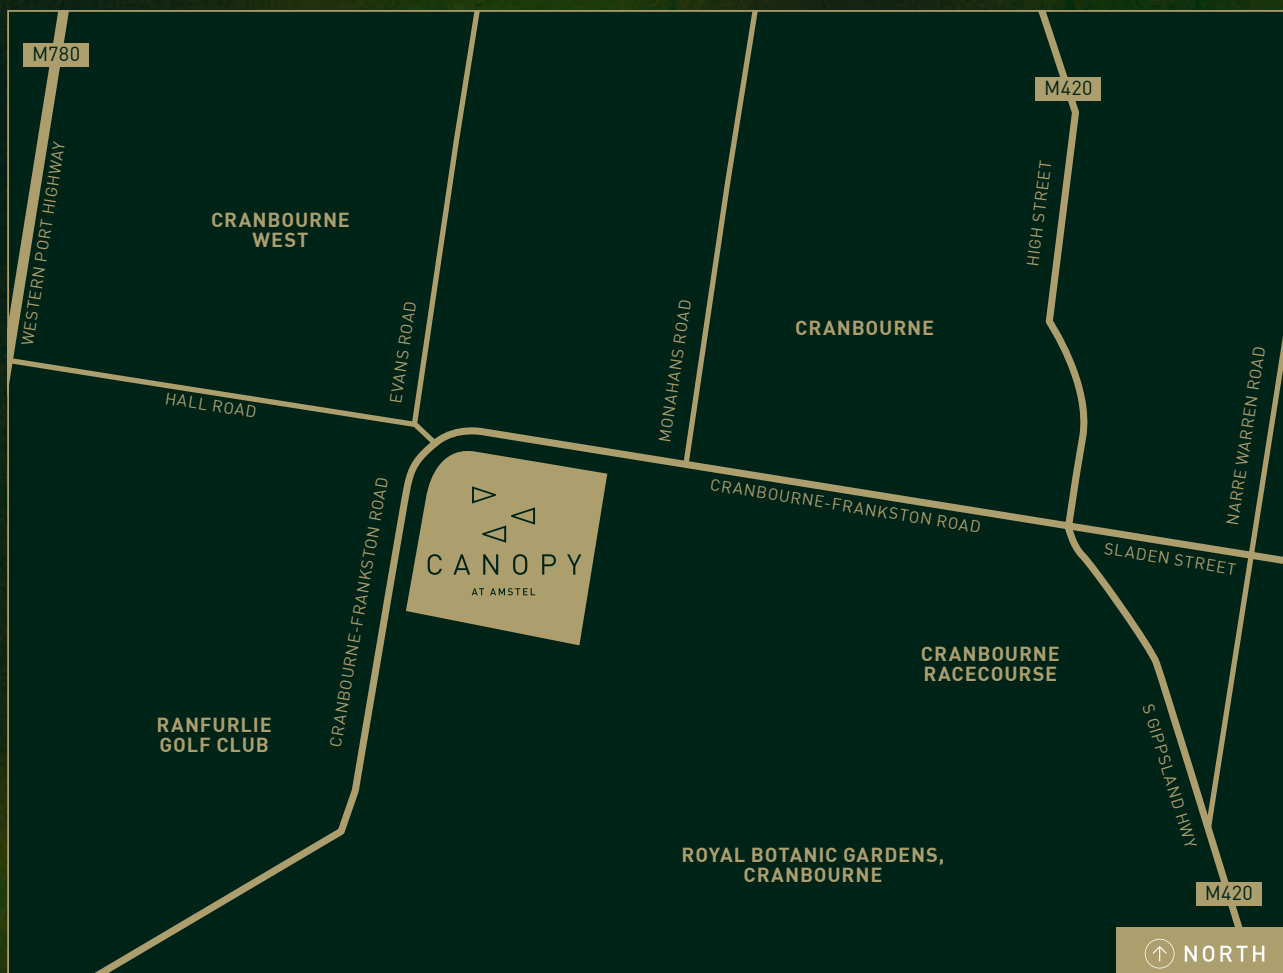 M780
M420
WESTERN PORT HIGHWAY
CRANBOURNE
WEST
HIGH STREET
EVANS ROAD
MONAHANS ROAD
CRANBOURNE
HALL ROAD
NARRE WARREN ROAD
CRANBOURNE-FRANKSTON ROAD
CRANBOURNE-FRANKSTON ROAD
SLADEN STREET
CANOPY
AT AMSTEL
CRANBOURNE
RACECOURSE
RANFURLIE
GOLF CLUB
S GIPPSLAND HWY
ROYAL BOTANIC GARDENS,
CRANBOURNE
M420
NORTH